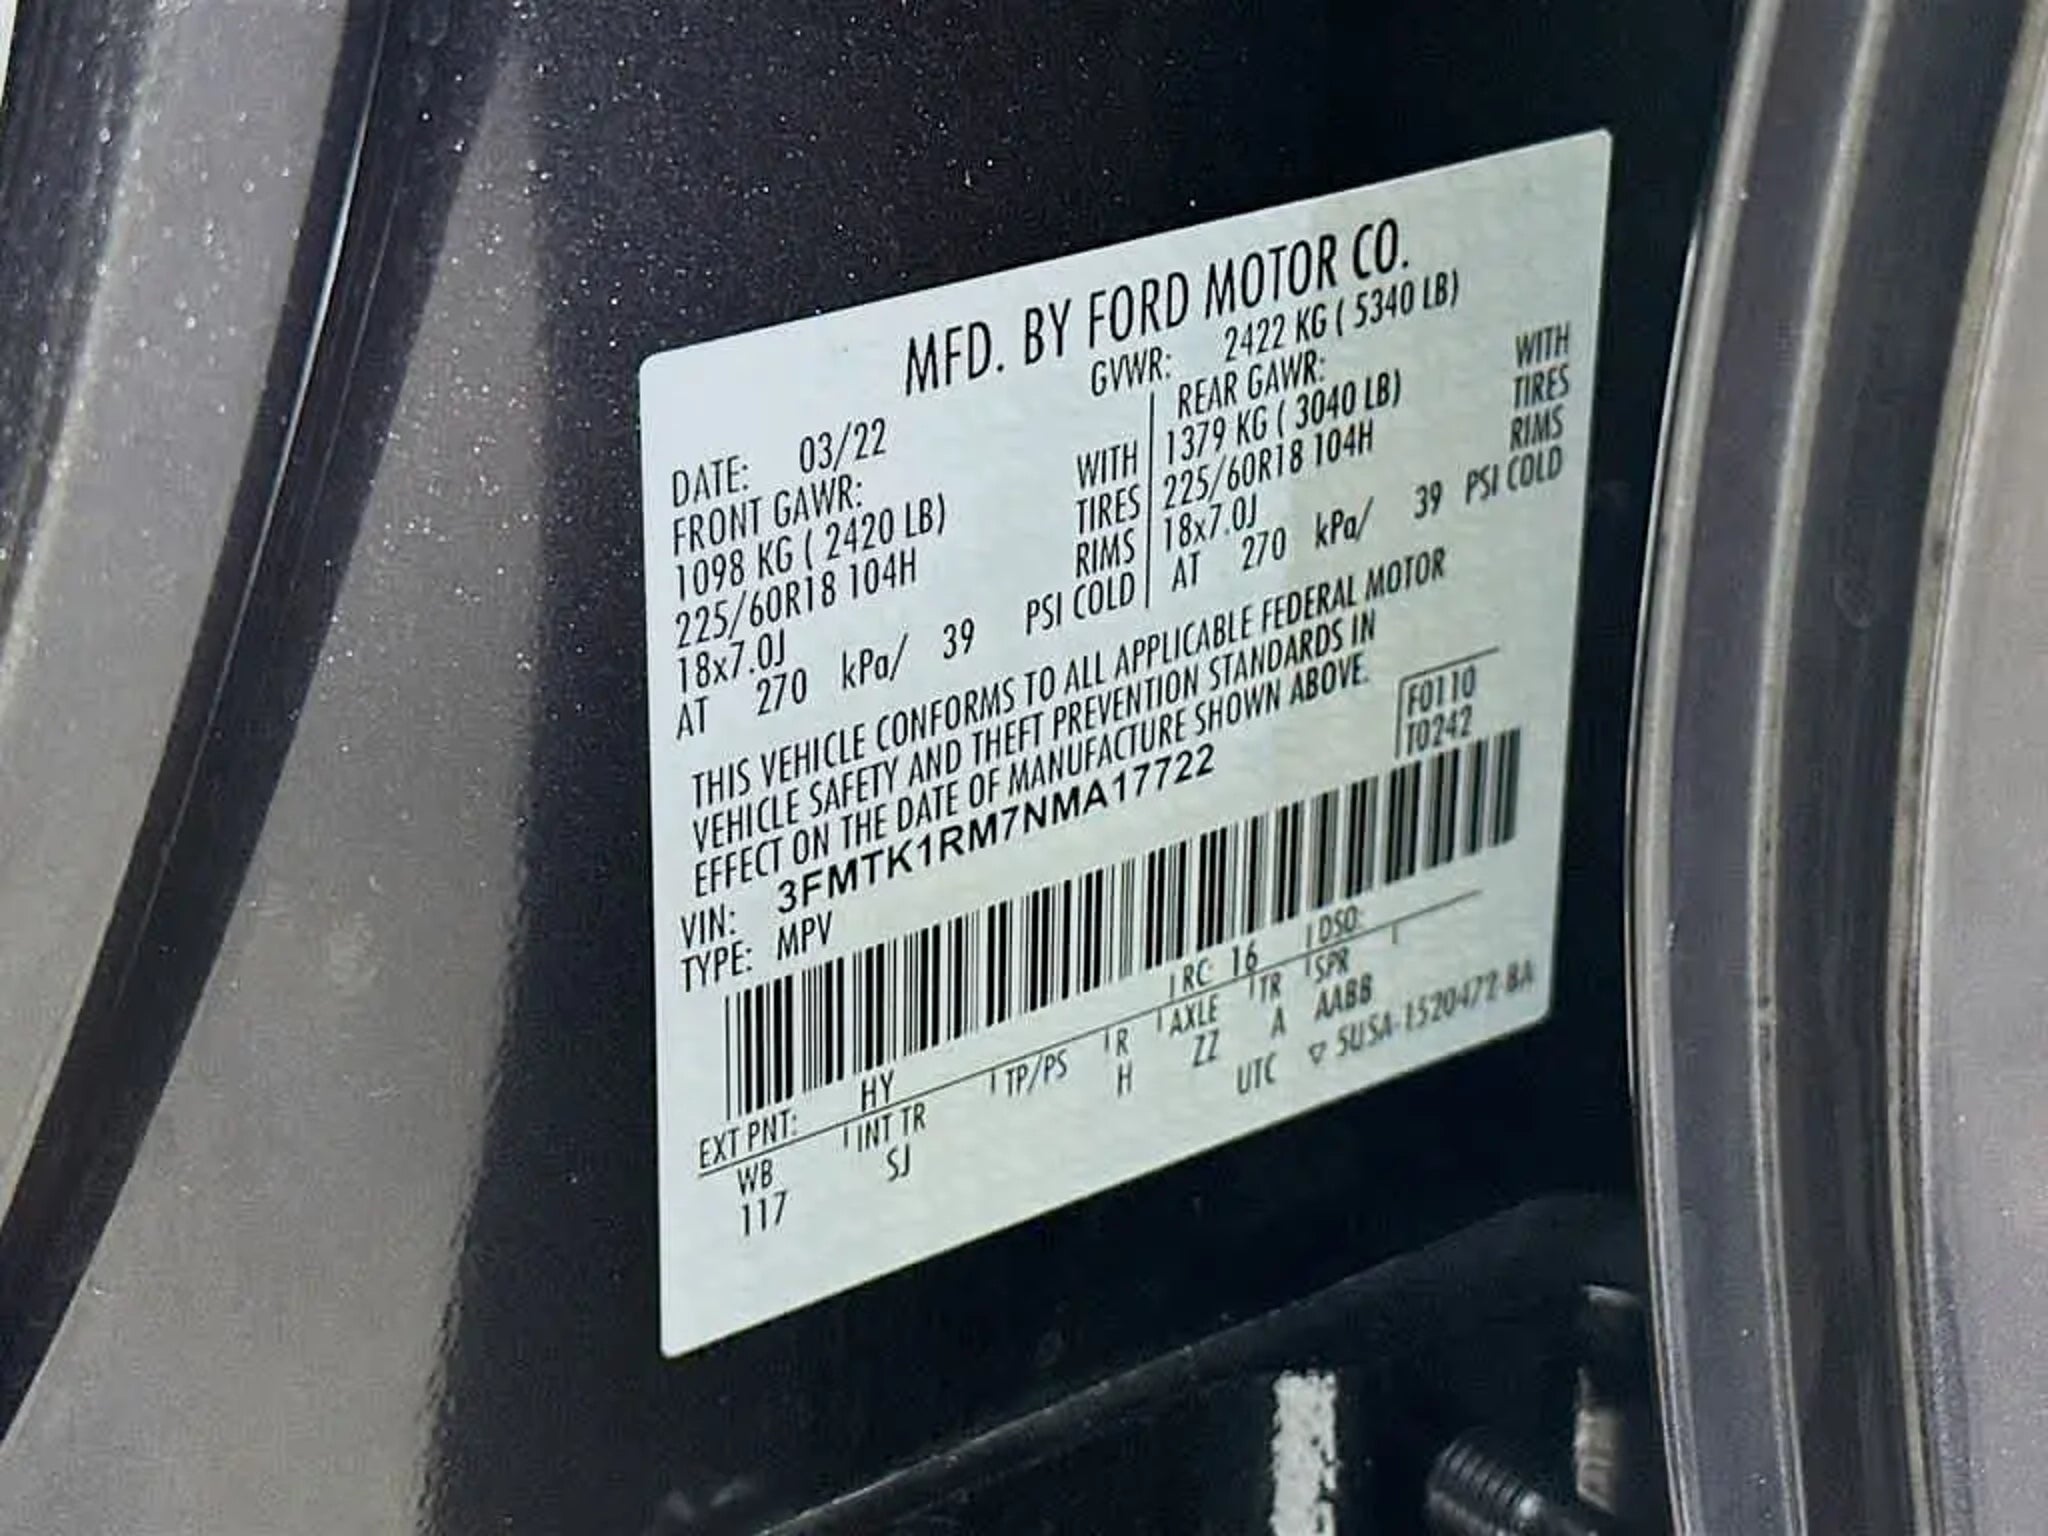 MFD. BY FORD MOTOR CO.
GVWR: 2422 KG ( 5340 LB)
DATE: 03/22
FRONT GAWR:
1098 KG ( 2420 LB) WITH
225/60R18 104H TIRES
18x7.0J RIMS
AT 270 kPa/ 39 PSI COLD
REAR GAWR:
1379 KG ( 3040 LB) WITH
225/60R18 104H TIRES
18x7.0J RIMS
AT 270 kPa/ 39 PSI COLD
THIS VEHICLE CONFORMS TO ALL APPLICABLE FEDERAL MOTOR
VEHICLE SAFETY AND THEFT PREVENTION STANDARDS IN
EFFECT ON THE DATE OF MANUFACTURE SHOWN ABOVE.
VIN: 3FMTK1RM7NMA17722
TYPE: MPV
F0110
T0242
EXT PNT: HY RC: 16 DSO:
WB INT TR TP/PS R AXLE TR SPR
117 SJ H ZZ A AABB
UTC ▽ 5USA-1520472-BA